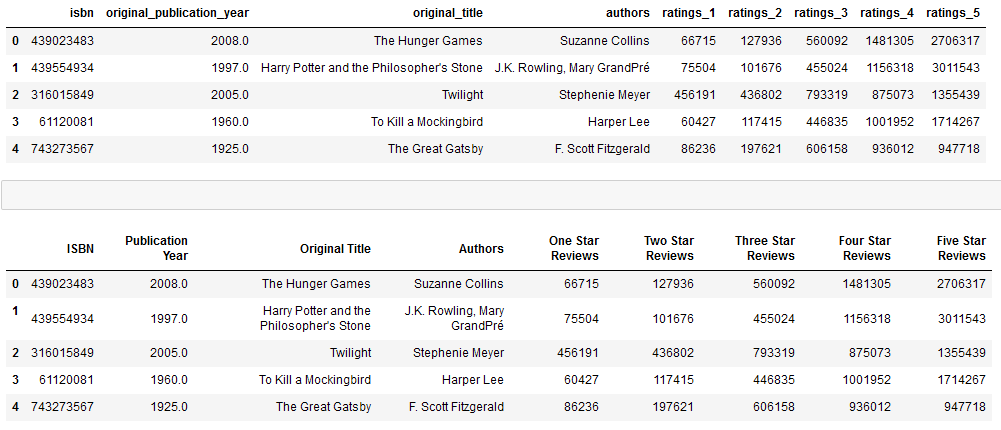 isbn original_publication_year original_title authors ratings_1 ratings_2 ratings_3 ratings_4 ratings_5
0 439023483 2008.0 The Hunger Games Suzanne Collins 66715 127936 560092 1481305 2706317
1 439554934 1997.0 Harry Potter and the Philosopher's Stone J.K. Rowling, Mary GrandPré 75504 101676 455024 1156318 3011543
2 316015849 2005.0 Twilight Stephenie Meyer 456191 436802 793319 875073 1355439
3 61120081 1960.0 To Kill a Mockingbird Harper Lee 60427 117415 446835 1001952 1714267
4 743273567 1925.0 The Great Gatsby F. Scott Fitzgerald 86236 197621 606158 936012 947718
ISBN Publication Year Original Title Authors One Star Reviews Two Star Reviews Three Star Reviews Four Star Reviews Five Star Reviews
0 439023483 2008.0 The Hunger Games Suzanne Collins 66715 127936 560092 1481305 2706317
1 439554934 1997.0 Harry Potter and the Philosopher's Stone J.K. Rowling, Mary GrandPré 75504 101676 455024 1156318 3011543
2 316015849 2005.0 Twilight Stephenie Meyer 456191 436802 793319 875073 1355439
3 61120081 1960.0 To Kill a Mockingbird Harper Lee 60427 117415 446835 1001952 1714267
4 743273567 1925.0 The Great Gatsby F. Scott Fitzgerald 86236 197621 606158 936012 947718